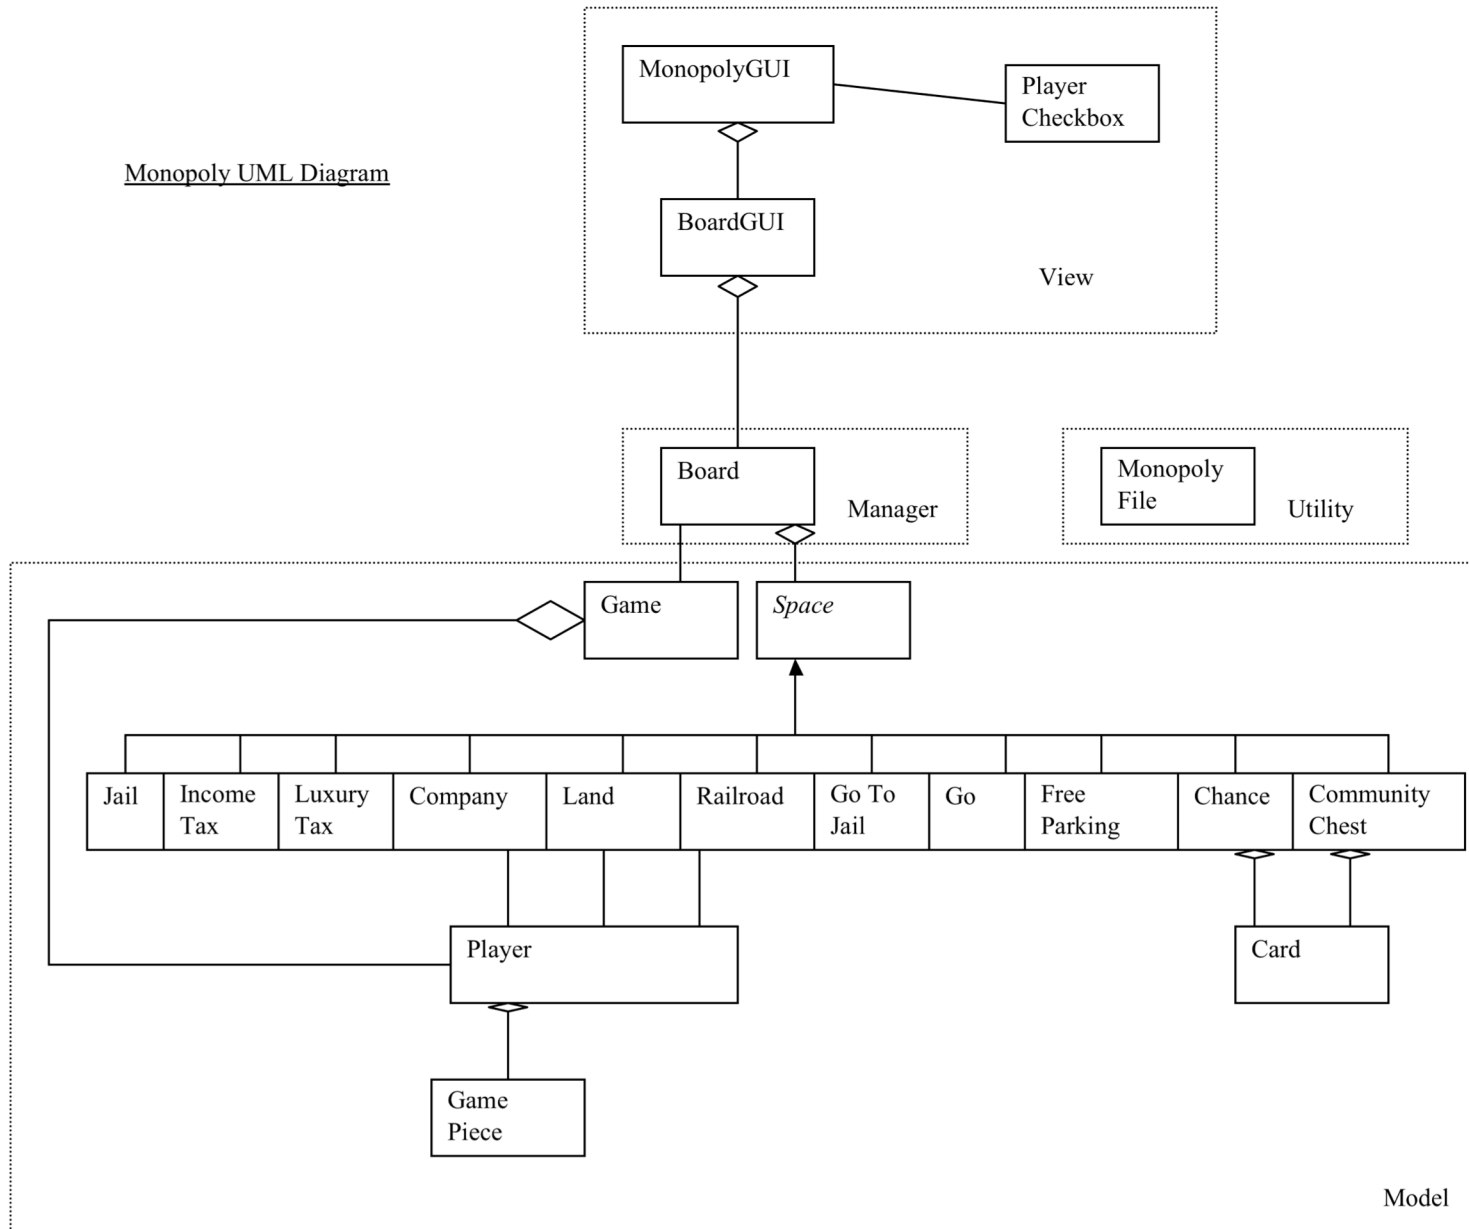 MonopolyGUI
Player
Checkbox
Monopoly UML Diagram
BoardGUI
View
Board
Manager
Monopoly
File
Utility
Game
Space
Jail
Income
Tax
Luxury
Tax
Company
Land
Railroad
Go To
Jail
Go
Free
Parking
Chance
Community
Chest
Player
Card
Game
Piece
Model